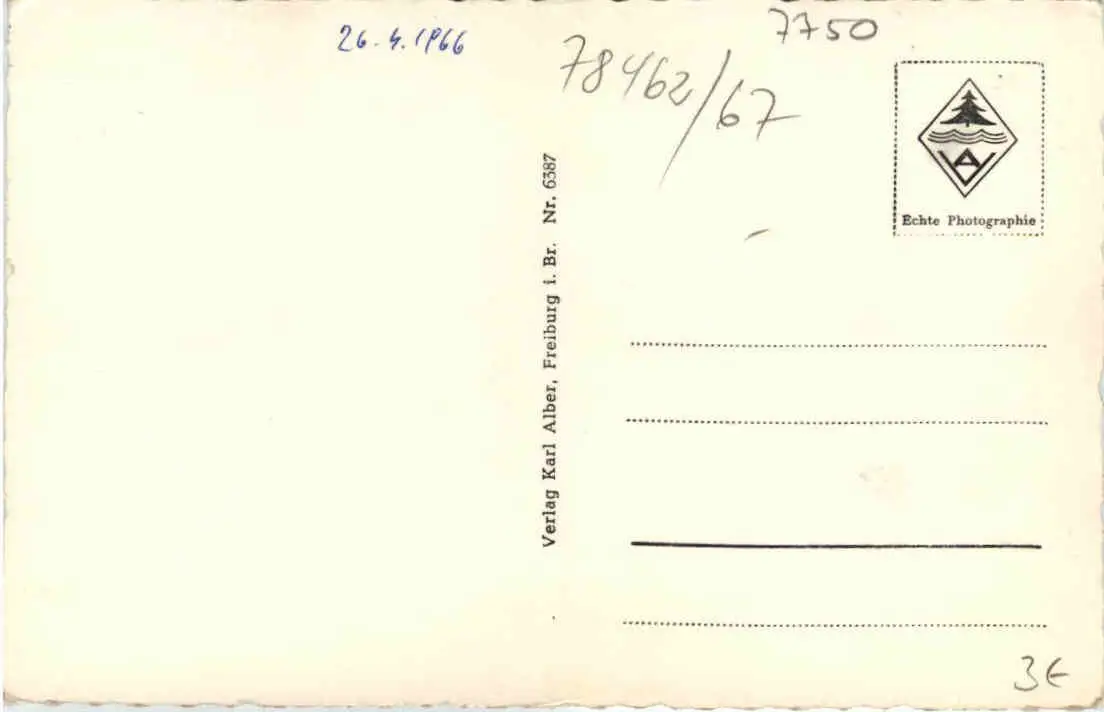 26.4.1966
7750
78462/67
Echte Photographie
Verlag Karl Alber, Freiburg i. Br. Nr. 6387
3€